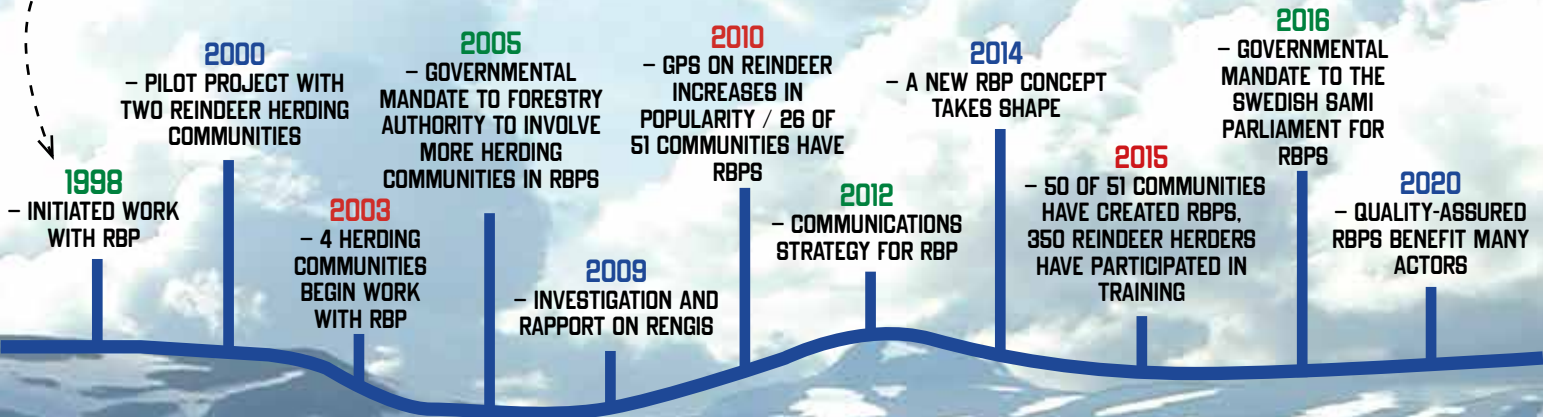 1998
– INITIATED WORK
WITH RBP
2000
– PILOT PROJECT WITH
TWO REINDEER HERDING
COMMUNITIES
2003
– 4 HERDING
COMMUNITIES
BEGIN WORK
WITH RBP
2005
– GOVERNMENTAL
MANDATE TO FORESTRY
AUTHORITY TO INVOLVE
MORE HERDING
COMMUNITIES IN RBPS
2009
– INVESTIGATION AND
RAPPORT ON RENGIS
2010
– GPS ON REINDEER
INCREASES IN
POPULARITY / 26 OF
51 COMMUNITIES HAVE
RBPS
2012
– COMMUNICATIONS
STRATEGY FOR RBP
2014
– A NEW RBP CONCEPT
TAKES SHAPE
2015
– 50 OF 51 COMMUNITIES
HAVE CREATED RBPS,
350 REINDEER HERDERS
HAVE PARTICIPATED IN
TRAINING
2016
– GOVERNMENTAL
MANDATE TO THE
SWEDISH SAMI
PARLIAMENT FOR
RBPS
2020
– QUALITY-ASSURED
RBPS BENEFIT MANY
ACTORS